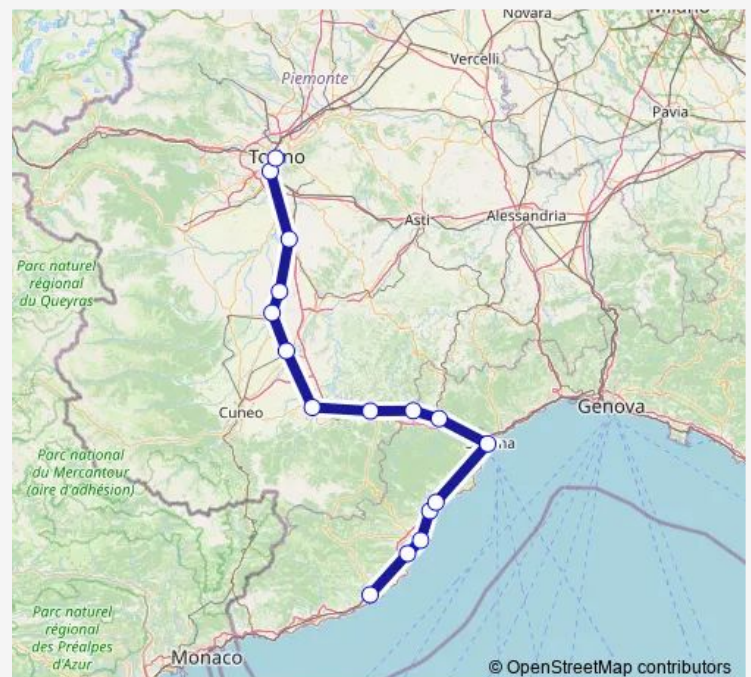 Novara
Milano
Vercelli
Piemonte
Pavia
Torino
Asti
Alessandria
Parc naturel
régional
du Queyras
Cuneo
Genova
Parc national
du Mercantour
(aire d'adhésion)
Parc naturel
régional
des Préalpes
d'Azur
Monaco
© OpenStreetMap contributors